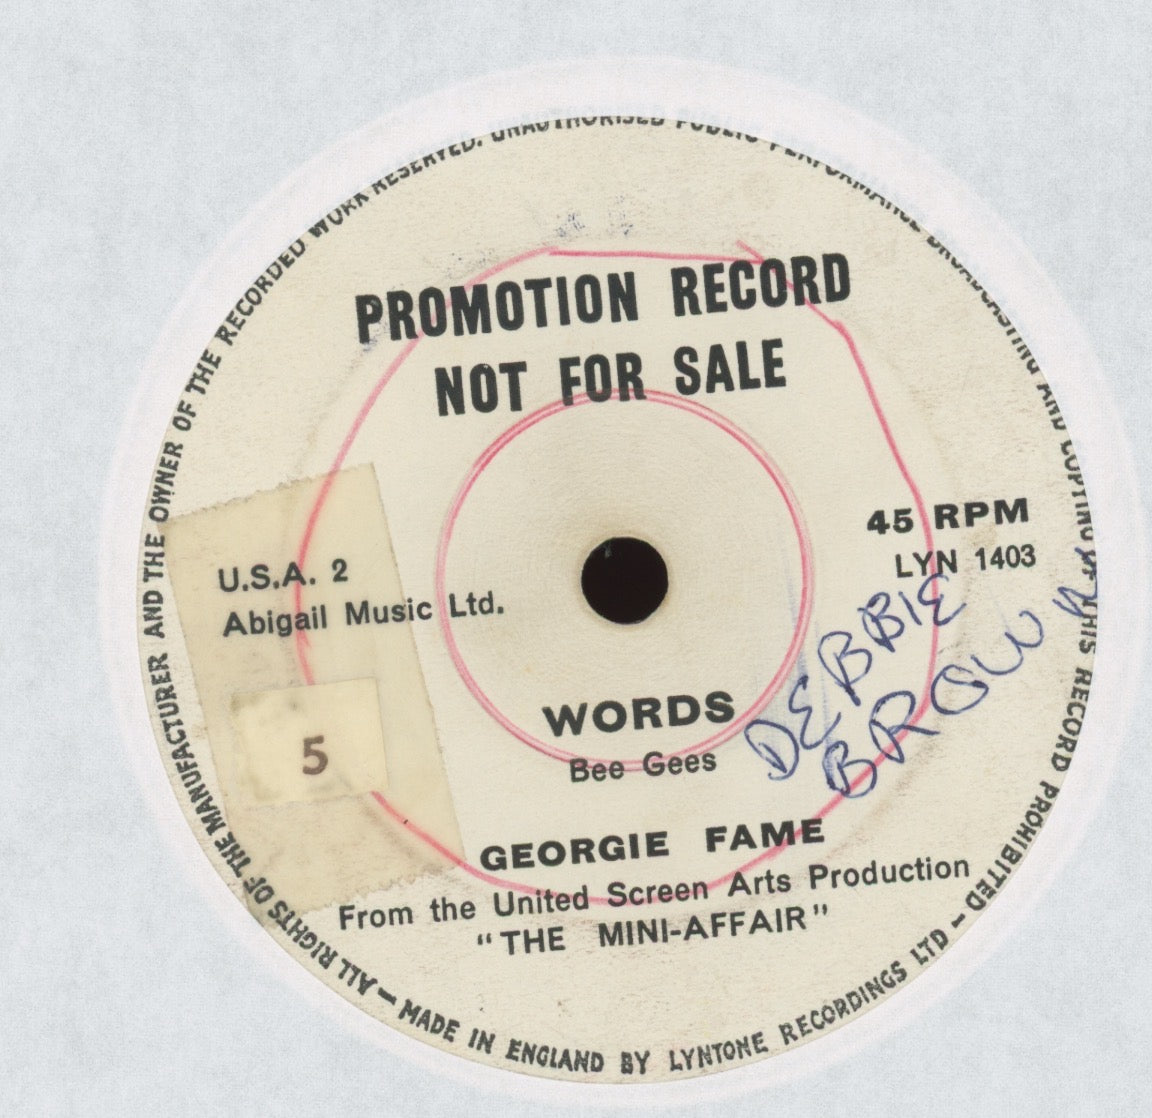 PROMOTION RECORD
NOT FOR SALE
45 RPM
LYN 1403
U.S.A. 2
Abigail Music Ltd.
5
DEBBIE
BROWN
WORDS
Bee Gees
GEORGIE FAME
From the United Screen Arts Production
"THE MINI-AFFAIR"
ALL RIGHTS OF THE MANUFACTURER AND THE OWNER OF THE RECORDED WORK RESERVED. UNAUTHORISED PUBLIC PERFORMANCE BROADCASTING AND COPYING OF THIS RECORD PROHIBITED — MADE IN ENGLAND BY LYNTONE RECORDINGS LTD —